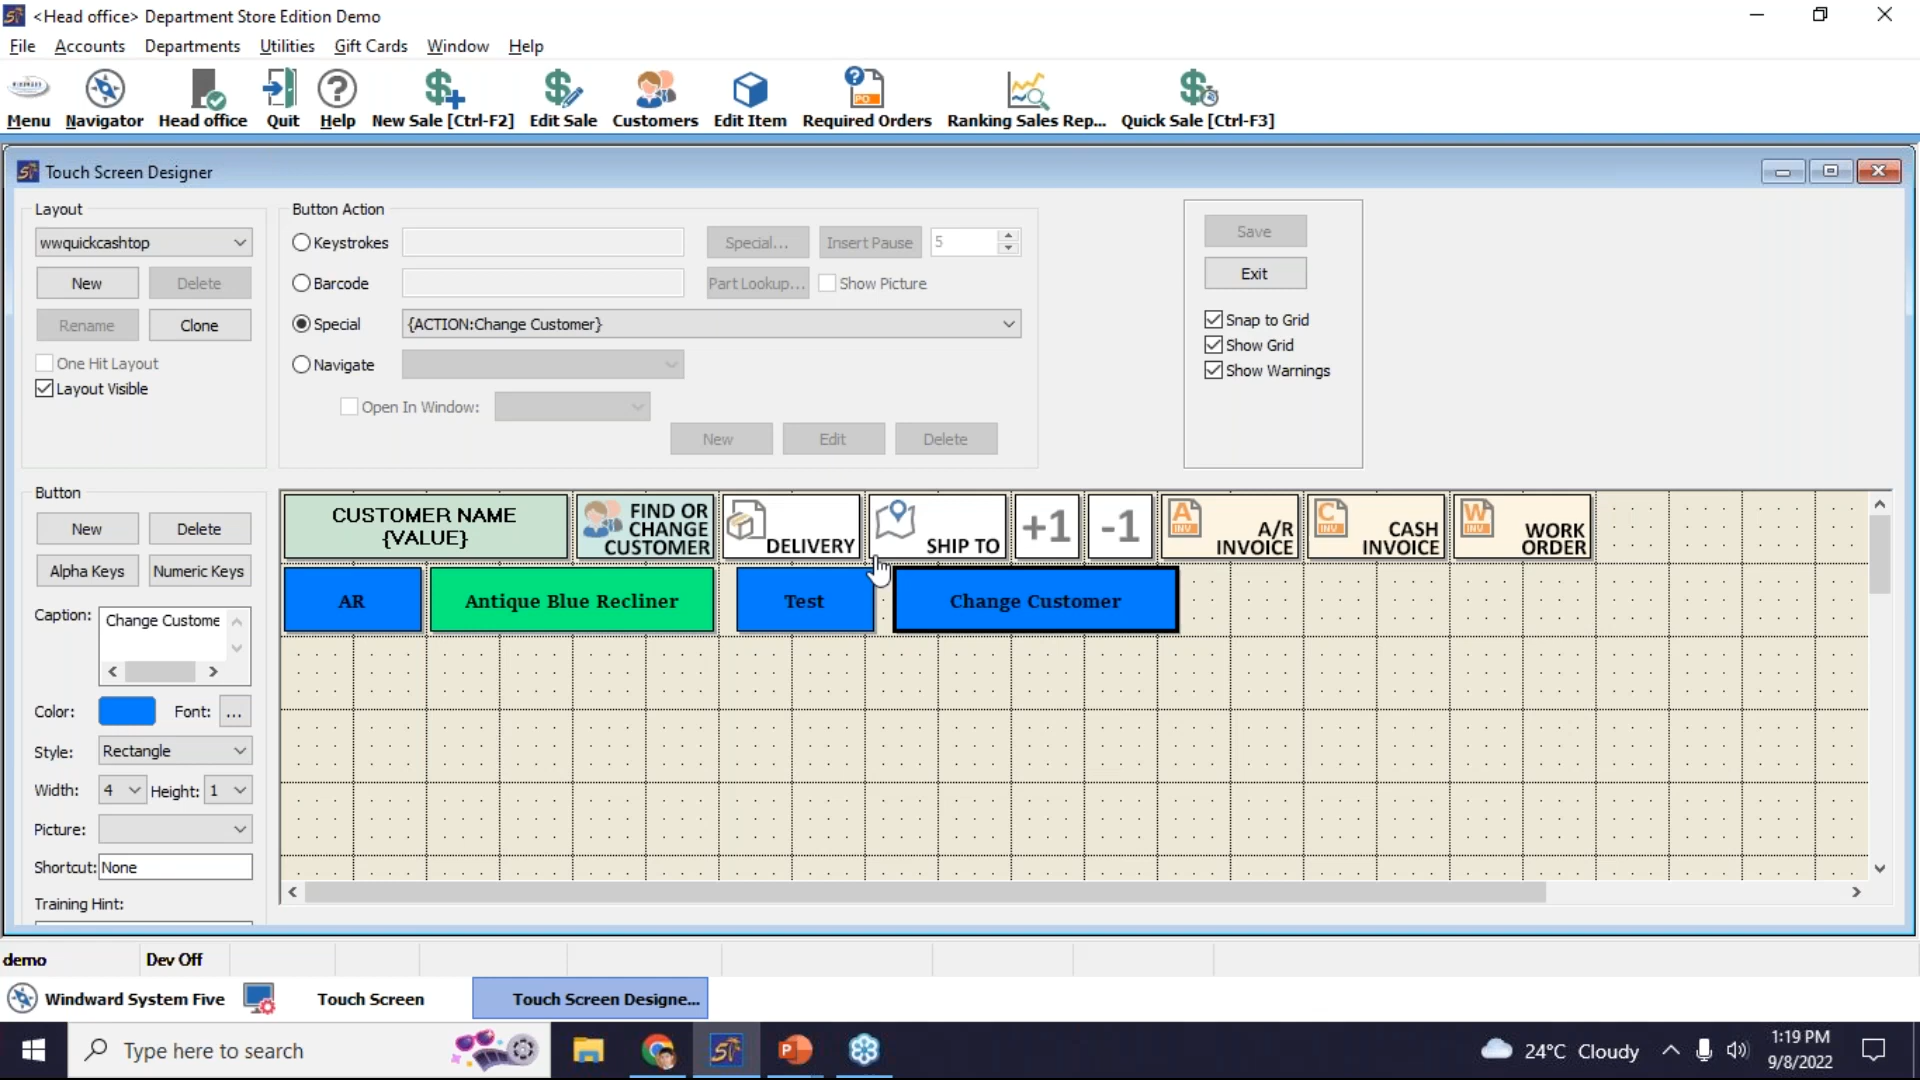 <Head office> Department Store Edition Demo
File Accounts Departments Utilities Gift Cards Window Help
Menu Navigator Head office Quit Help New Sale [Ctrl-F2] Edit Sale Customers Edit Item Required Orders Ranking Sales Rep... Quick Sale [Ctrl-F3]
Touch Screen Designer
Layout
wwquickcashtop
New Delete
Rename Clone
One Hit Layout
Layout Visible
Button Action
Keystrokes Special... Insert Pause 5
Barcode Part Lookup... Show Picture
Special {ACTION:Change Customer}
Navigate
Open In Window:
New Edit Delete
Save
Exit
Snap to Grid
Show Grid
Show Warnings
Button
New Delete
Alpha Keys Numeric Keys
Caption: Change Custome
Color: Font: ...
Style: Rectangle
Width: 4 Height: 1
Picture:
Shortcut: None
Training Hint:
CUSTOMER NAME
{VALUE}
FIND OR
CHANGE
CUSTOMER
DELIVERY
SHIP TO
+1
-1
A
INV
A/R
INVOICE
C
INV
CASH
INVOICE
W
INV
WORK
ORDER
AR
Antique Blue Recliner
Test
Change Customer
demo Dev Off
Windward System Five Touch Screen Touch Screen Designe...
Type here to search
24°C Cloudy
1:19 PM
9/8/2022